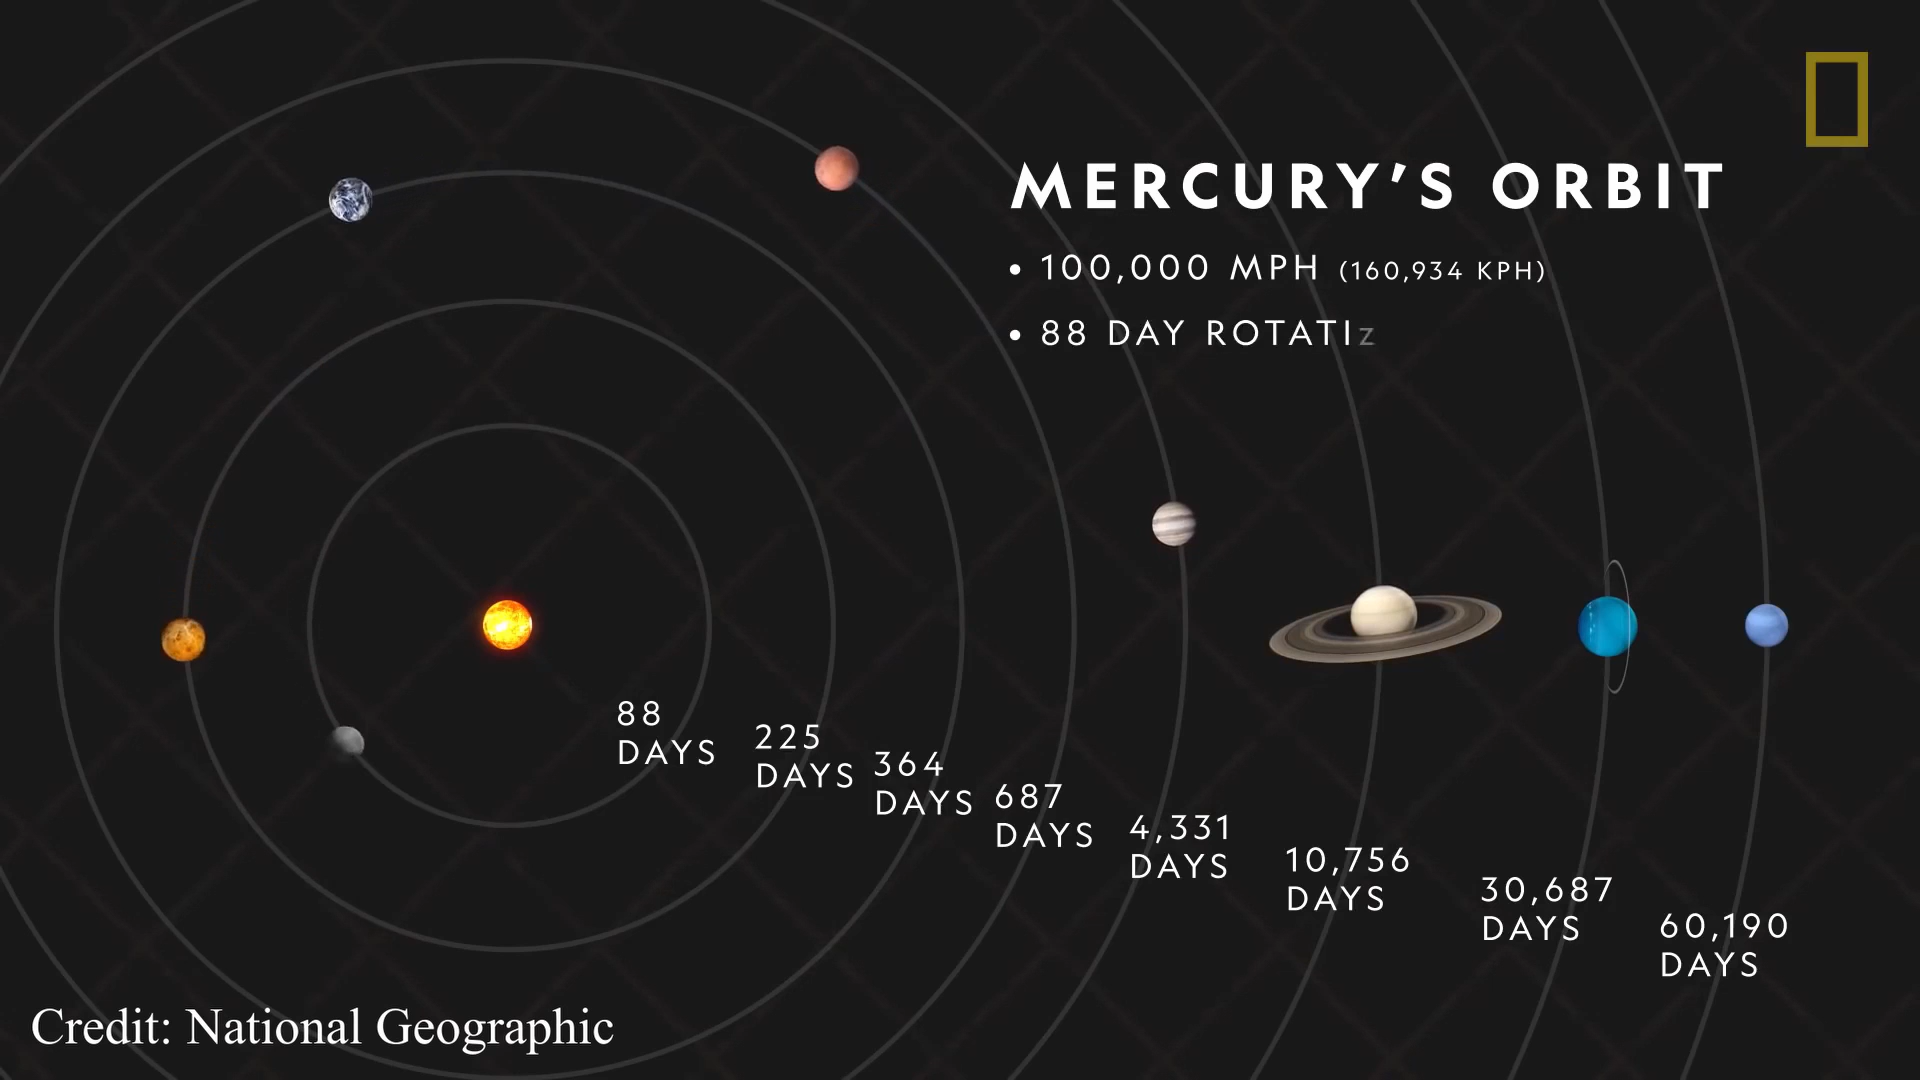 MERCURY’S ORBIT
• 100,000 MPH (160,934 KPH)
• 88 DAY ROTATIz
88
DAYS
225
DAYS
364
DAYS
687
DAYS
4,331
DAYS
10,756
DAYS
30,687
DAYS
60,190
DAYS
Credit: National Geographic